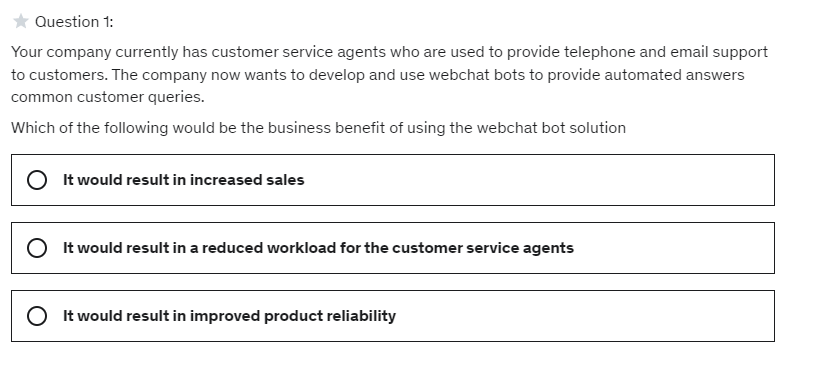 Question 1:
Your company currently has customer service agents who are used to provide telephone and email support
to customers. The company now wants to develop and use webchat bots to provide automated answers
common customer queries.
Which of the following would be the business benefit of using the webchat bot solution
It would result in increased sales
It would result in a reduced workload for the customer service agents
It would result in improved product reliability